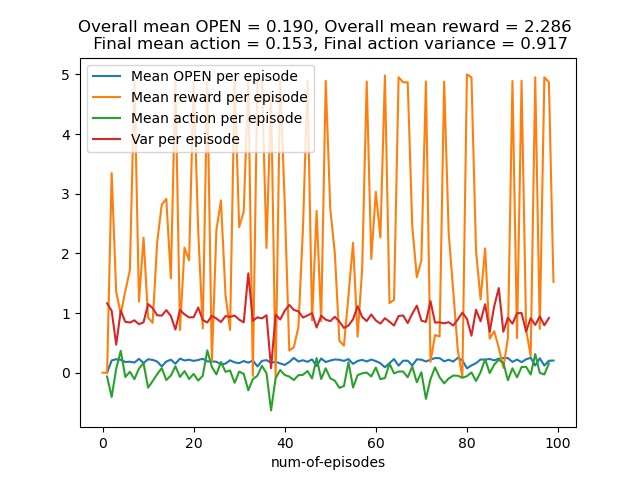 Overall mean OPEN = 0.190, Overall mean reward = 2.286
Final mean action = 0.153, Final action variance = 0.917
Mean OPEN per episode
Mean reward per episode
Mean action per episode
Var per episode
5
4
3
2
1
0
0 20 40 60 80 100
num-of-episodes